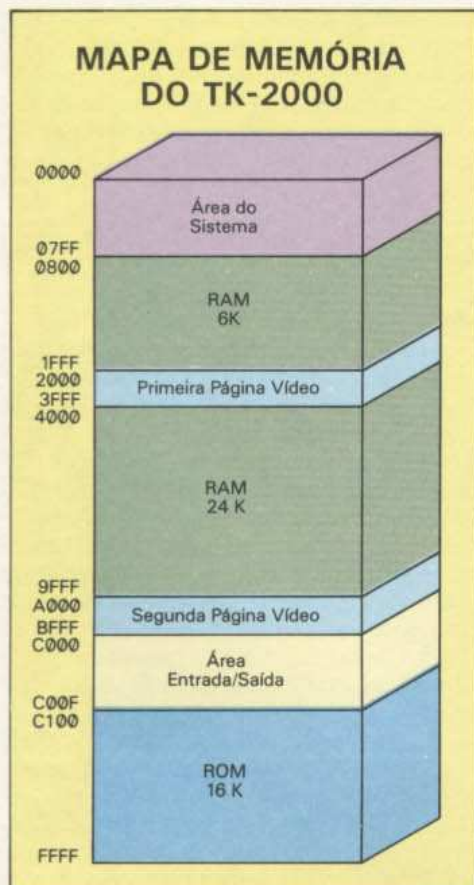 MAPA DE MEMÓRIA
DO TK-2000
0000
Área do
Sistema
07FF
0800
RAM
6K
1FFF
2000
Primeira Página Vídeo
3FFF
4000
RAM
24 K
9FFF
A000
Segunda Página Vídeo
BFFF
C000
Área
Entrada/Saída
C00F
C100
ROM
16 K
FFFF